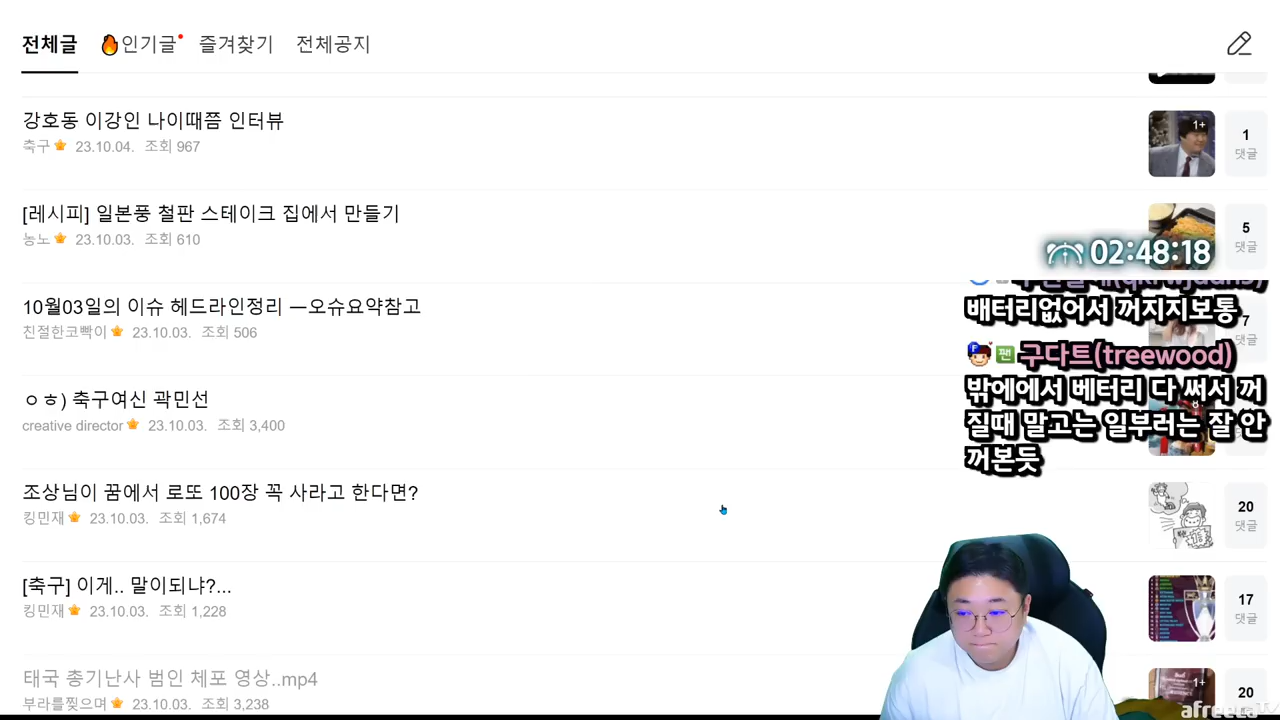 전체글 🔥인기글 즐겨찾기 전체공지
강호동 이강인 나이때쯤 인터뷰
축구 23.10.04. 조회 967
1+
1
댓글
[레시피] 일본풍 철판 스테이크 집에서 만들기
농노 23.10.03. 조회 610
5
댓글
02:48:18
10월03일의 이슈 헤드라인정리 —오슈요약참고
친절한코빡이 23.10.03. 조회 506
7
댓글
배터리없어서 꺼지지보통
팬 구다트(treewood)
밖에에서 베터리 다 써서 꺼
질때 말고는 일부러는 잘 안
꺼본듯
ㅇㅎ) 축구여신 곽민선
creative director 23.10.03. 조회 3,400
조상님이 꿈에서 로또 100장 꼭 사라고 한다면?
킹민재 23.10.03. 조회 1,674
20
댓글
[축구] 이게.. 말이되냐?...
킹민재 23.10.03. 조회 1,228
17
댓글
태국 총기난사 범인 체포 영상..mp4
부라를찢으며 23.10.03. 조회 3,238
1+
20
afreecaTV